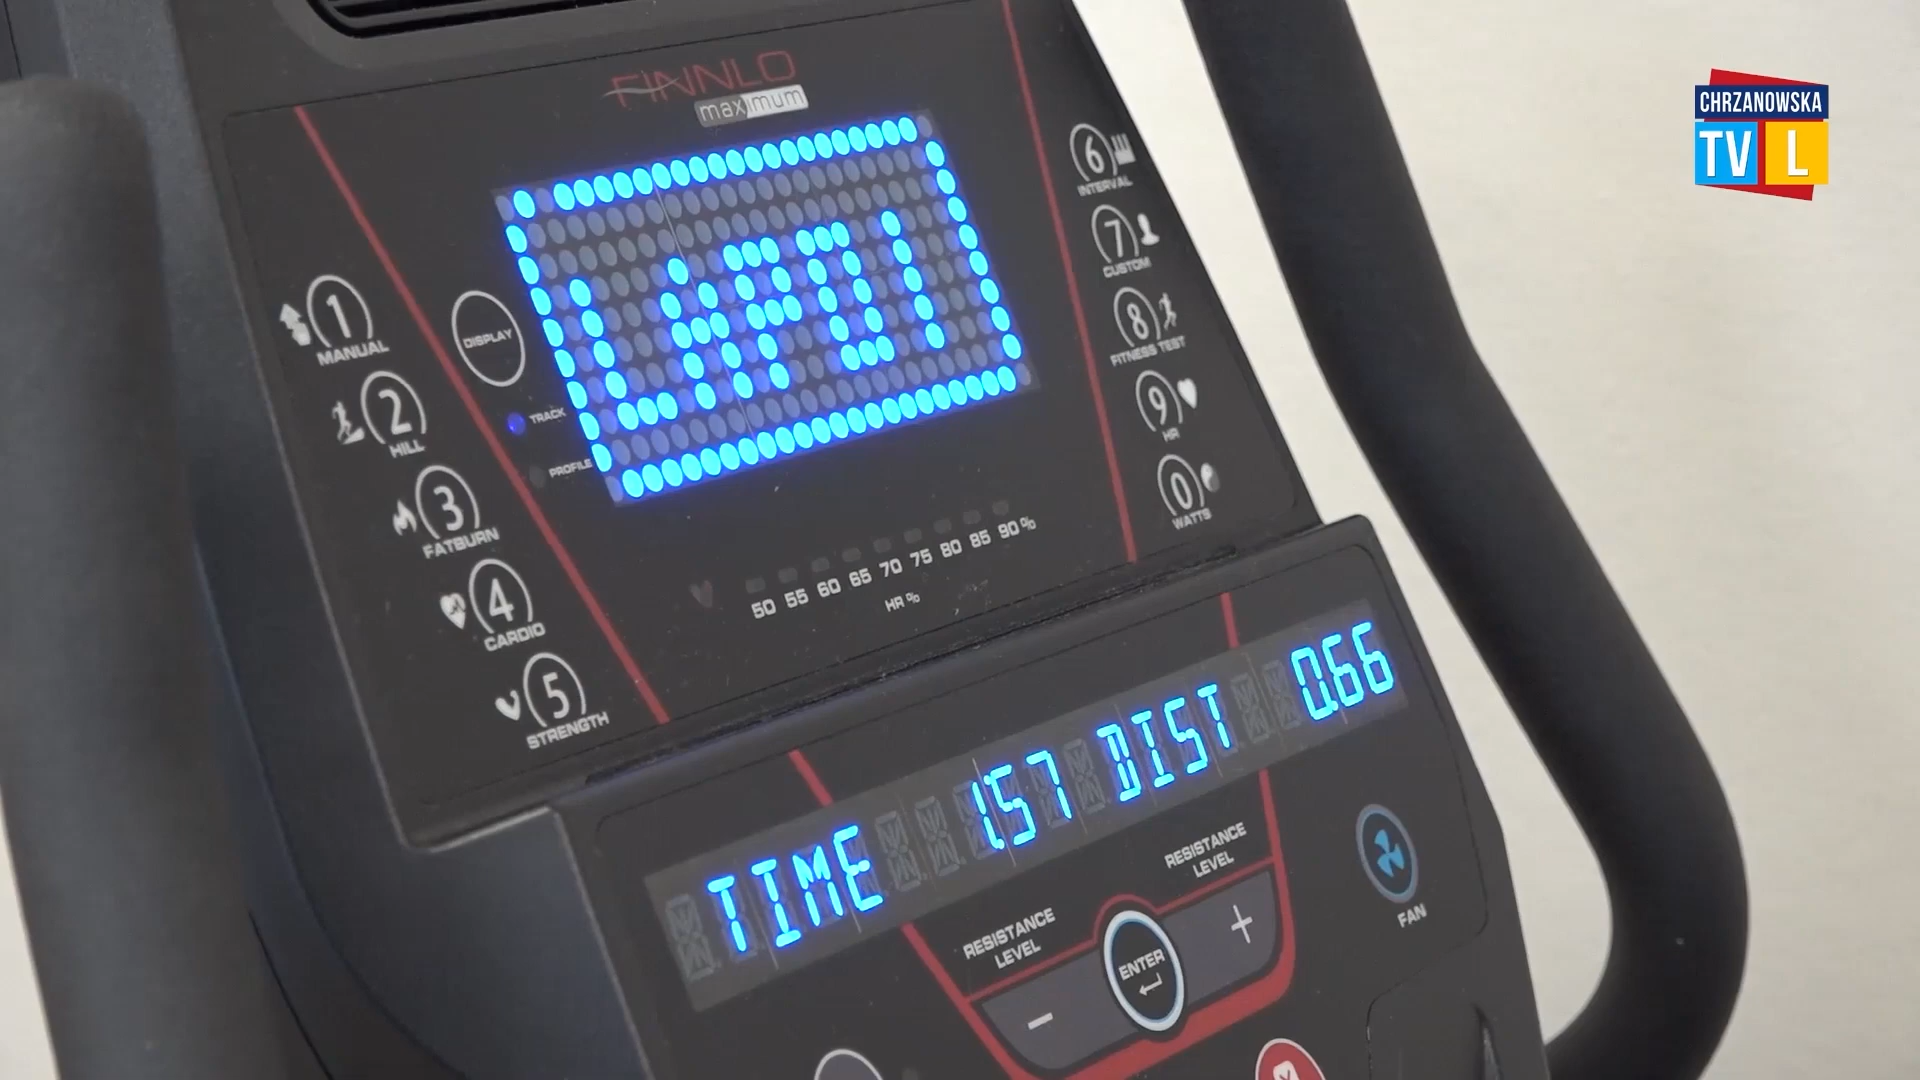 FINNLO
maximum
CHRZANOWSKA
TV L
LAP01
DISPLAY
TRACK
PROFILE
1
MANUAL
2
HILL
3
FATBURN
4
CARDIO
5
STRENGTH
6
INTERVAL
7
CUSTOM
8
FITNESS TEST
9
HR
0
WATTS
50 55 60 65 70 75 80 85 90%
HR %
TIME 1:57 DIST 0.66
RESISTANCE
LEVEL
RESISTANCE
LEVEL
− ENTER +
FAN